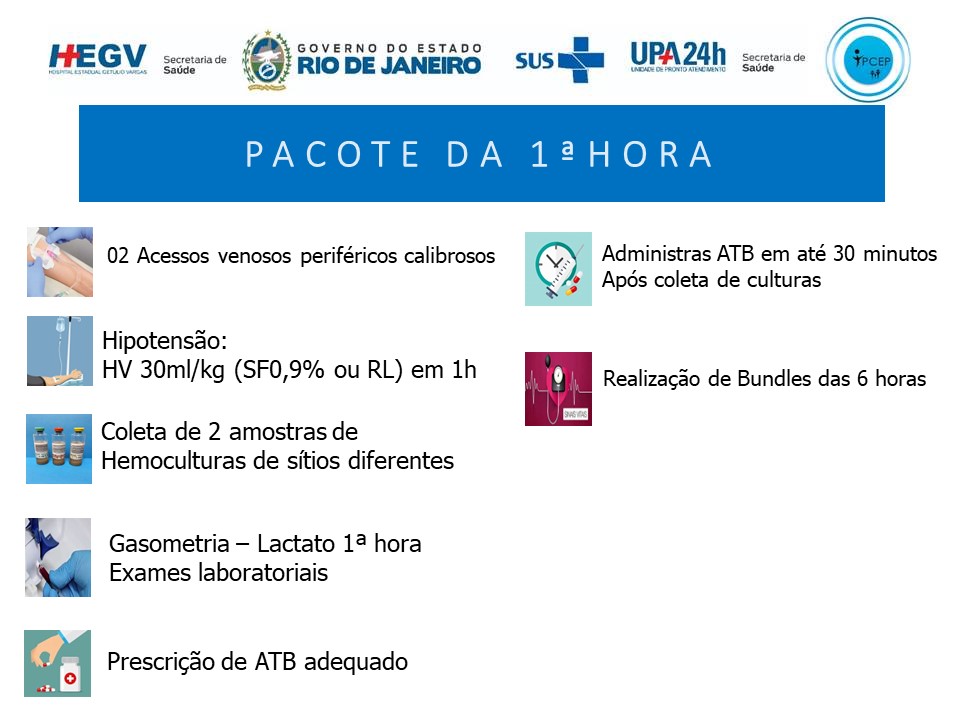 HEGV
HOSPITAL ESTADUAL GETÚLIO VARGAS
Secretaria de
Saúde
GOVERNO DO ESTADO
RIO DE JANEIRO
SUS
UPA24h
UNIDADE DE PRONTO ATENDIMENTO
Secretaria de
Saúde
PCEP
PACOTE DA 1ª HORA
02 Acessos venosos periféricos calibrosos
Hipotensão:
HV 30ml/kg (SF0,9% ou RL) em 1h
Coleta de 2 amostras de
Hemoculturas de sítios diferentes
Gasometria – Lactato 1ª hora
Exames laboratoriais
Prescrição de ATB adequado
Administras ATB em até 30 minutos
Após coleta de culturas
Realização de Bundles das 6 horas
SINAIS VITAIS